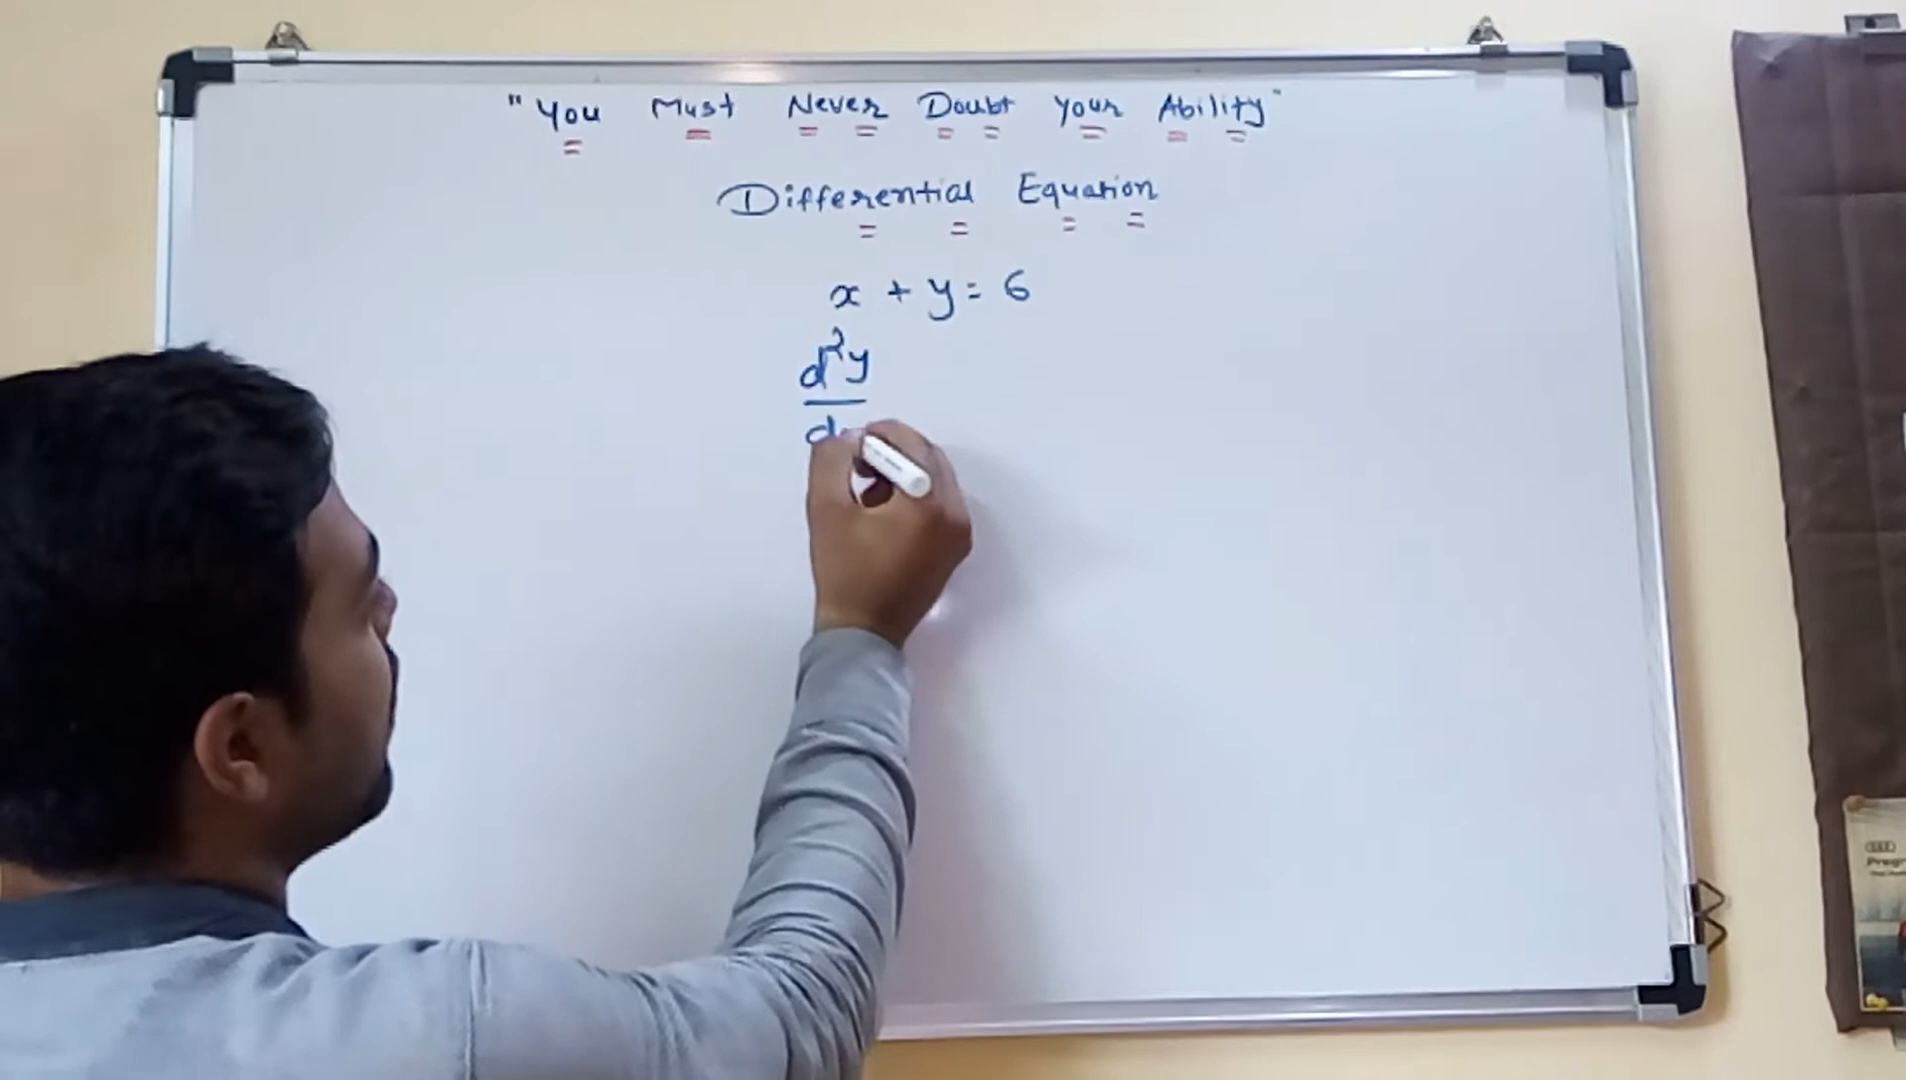 "You Must Never Doubt Your Ability"
Differential Equation
x + y = 6
d²y
d